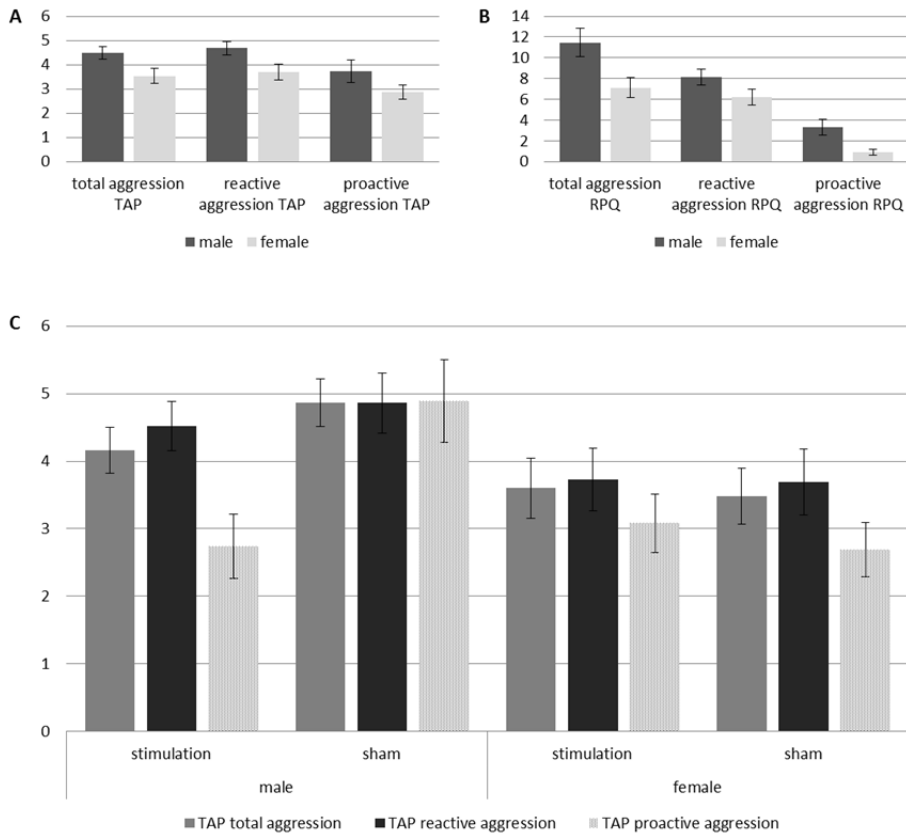 A
6
5
4
3
2
1
0
total aggression TAP
reactive aggression TAP
proactive aggression TAP
male female
B
14
12
10
8
6
4
2
0
total aggression RPQ
reactive aggression RPQ
proactive aggression RPQ
male female
C
6
5
4
3
2
1
0
stimulation sham stimulation sham
male female
TAP total aggression TAP reactive aggression TAP proactive aggression